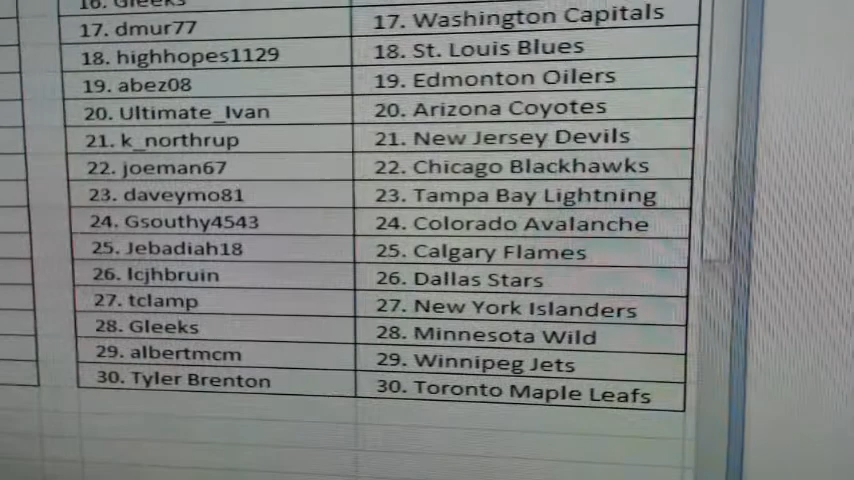 16. Gleeks
17. dmur77 17. Washington Capitals
18. highhopes1129 18. St. Louis Blues
19. abez08 19. Edmonton Oilers
20. Ultimate_Ivan 20. Arizona Coyotes
21. k_northrup 21. New Jersey Devils
22. joeman67 22. Chicago Blackhawks
23. daveymo81 23. Tampa Bay Lightning
24. Gsouthy4543 24. Colorado Avalanche
25. Jebadiah18 25. Calgary Flames
26. lcjhbruin 26. Dallas Stars
27. tclamp 27. New York Islanders
28. Gleeks 28. Minnesota Wild
29. albertmcm 29. Winnipeg Jets
30. Tyler Brenton 30. Toronto Maple Leafs